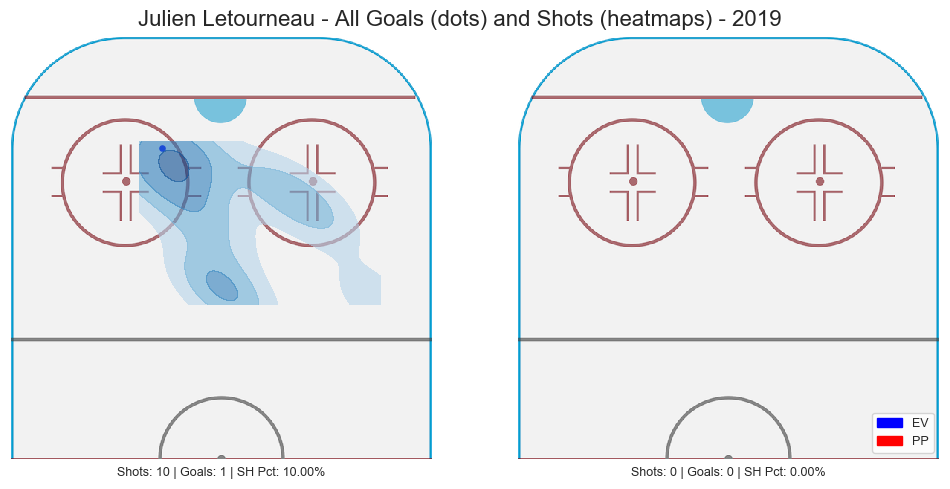 Julien Letourneau - All Goals (dots) and Shots (heatmaps) - 2019
EV
PP
Shots: 10 | Goals: 1 | SH Pct: 10.00%
Shots: 0 | Goals: 0 | SH Pct: 0.00%